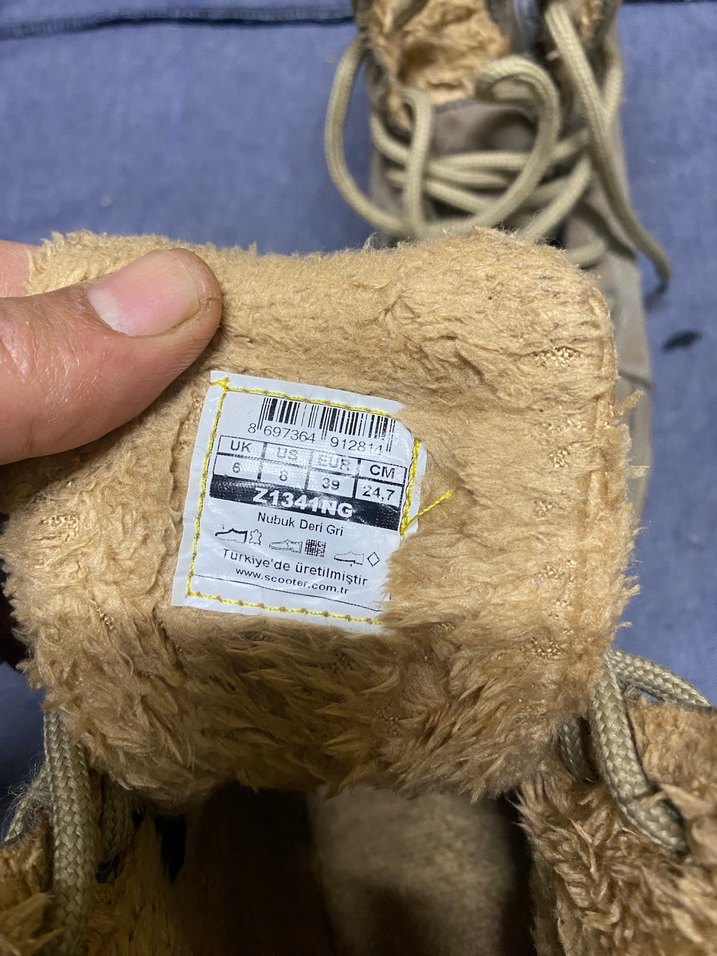 8 697364 912814
UK US EUR CM
6 8 39 24,7
Z1341NG
Nubuk Deri Gri
Türkiye'de üretilmiştir
www.scooter.com.tr